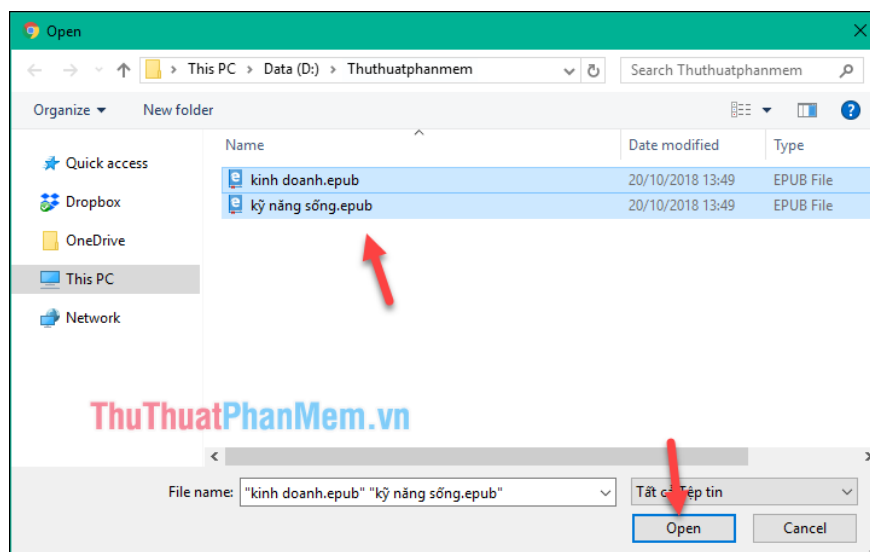 Open
This PC > Data (D:) > Thuthuatphanmem
Search Thuthuatphanmem
Organize
New folder
Name
Date modified
Type
Quick access
Dropbox
OneDrive
This PC
Network
kinh doanh.epub 20/10/2018 13:49 EPUB File
kỹ năng sống.epub 20/10/2018 13:49 EPUB File
ThuThuatPhanMem.vn
File name: "kinh doanh.epub" "kỹ năng sống.epub"
Tất cả Tệp tin
Open
Cancel